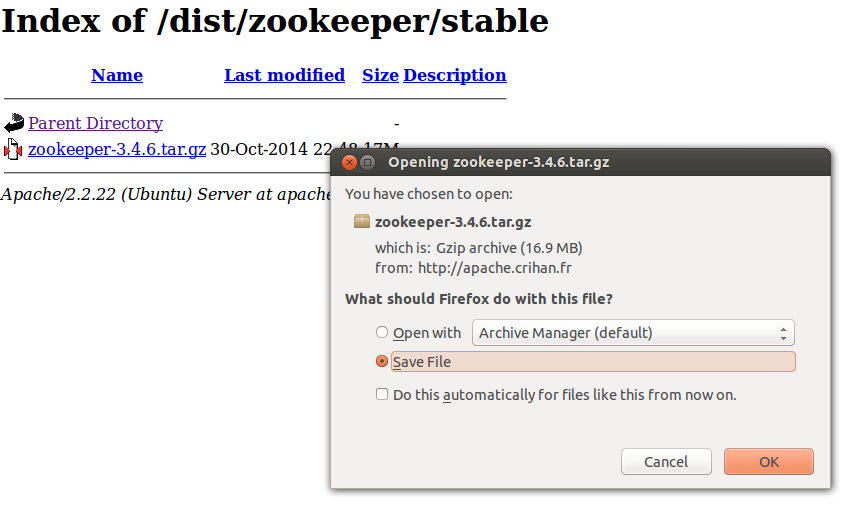 Index of /dist/zookeeper/stable
Name Last modified Size Description
Parent Directory -
zookeeper-3.4.6.tar.gz 30-Oct-2014 22:48 17M
Apache/2.2.22 (Ubuntu) Server at apache.
Opening zookeeper-3.4.6.tar.gz
You have chosen to open:
zookeeper-3.4.6.tar.gz
which is: Gzip archive (16.9 MB)
from: http://apache.crihan.fr
What should Firefox do with this file?
Open with Archive Manager (default)
Save File
Do this automatically for files like this from now on.
Cancel OK